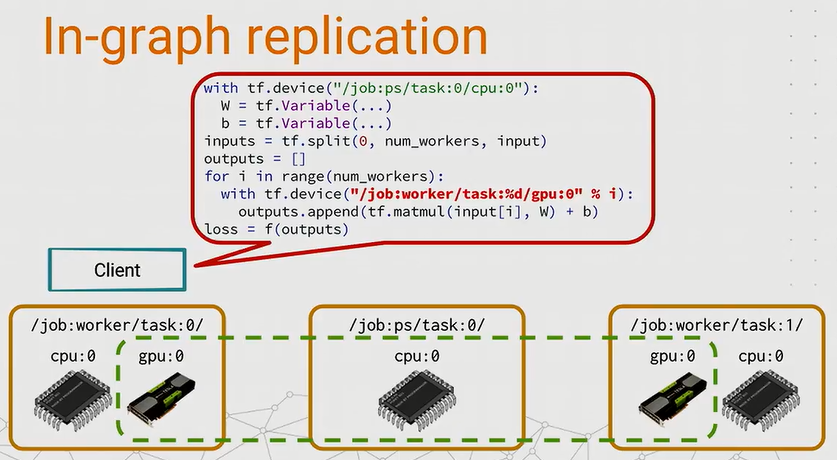 In-graph replication
with tf.device("/job:ps/task:0/cpu:0"):
  W = tf.Variable(...)
  b = tf.Variable(...)
inputs = tf.split(0, num_workers, input)
outputs = []
for i in range(num_workers):
  with tf.device("/job:worker/task:%d/gpu:0" % i):
    outputs.append(tf.matmul(input[i], W) + b)
loss = f(outputs)
Client
/job:worker/task:0/
cpu:0
gpu:0
/job:ps/task:0/
cpu:0
/job:worker/task:1/
gpu:0
cpu:0